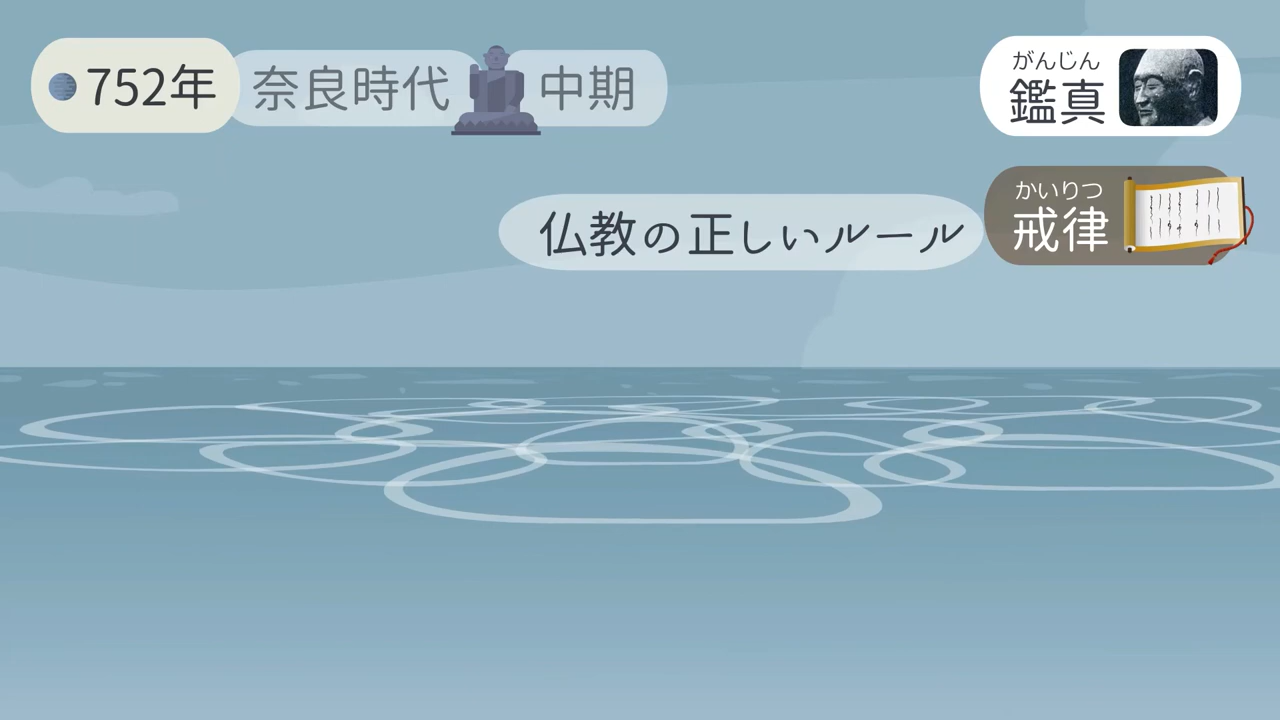 752年
奈良時代 中期
がんじん
鑑真
かいりつ
戒律
仏教の正しいルール